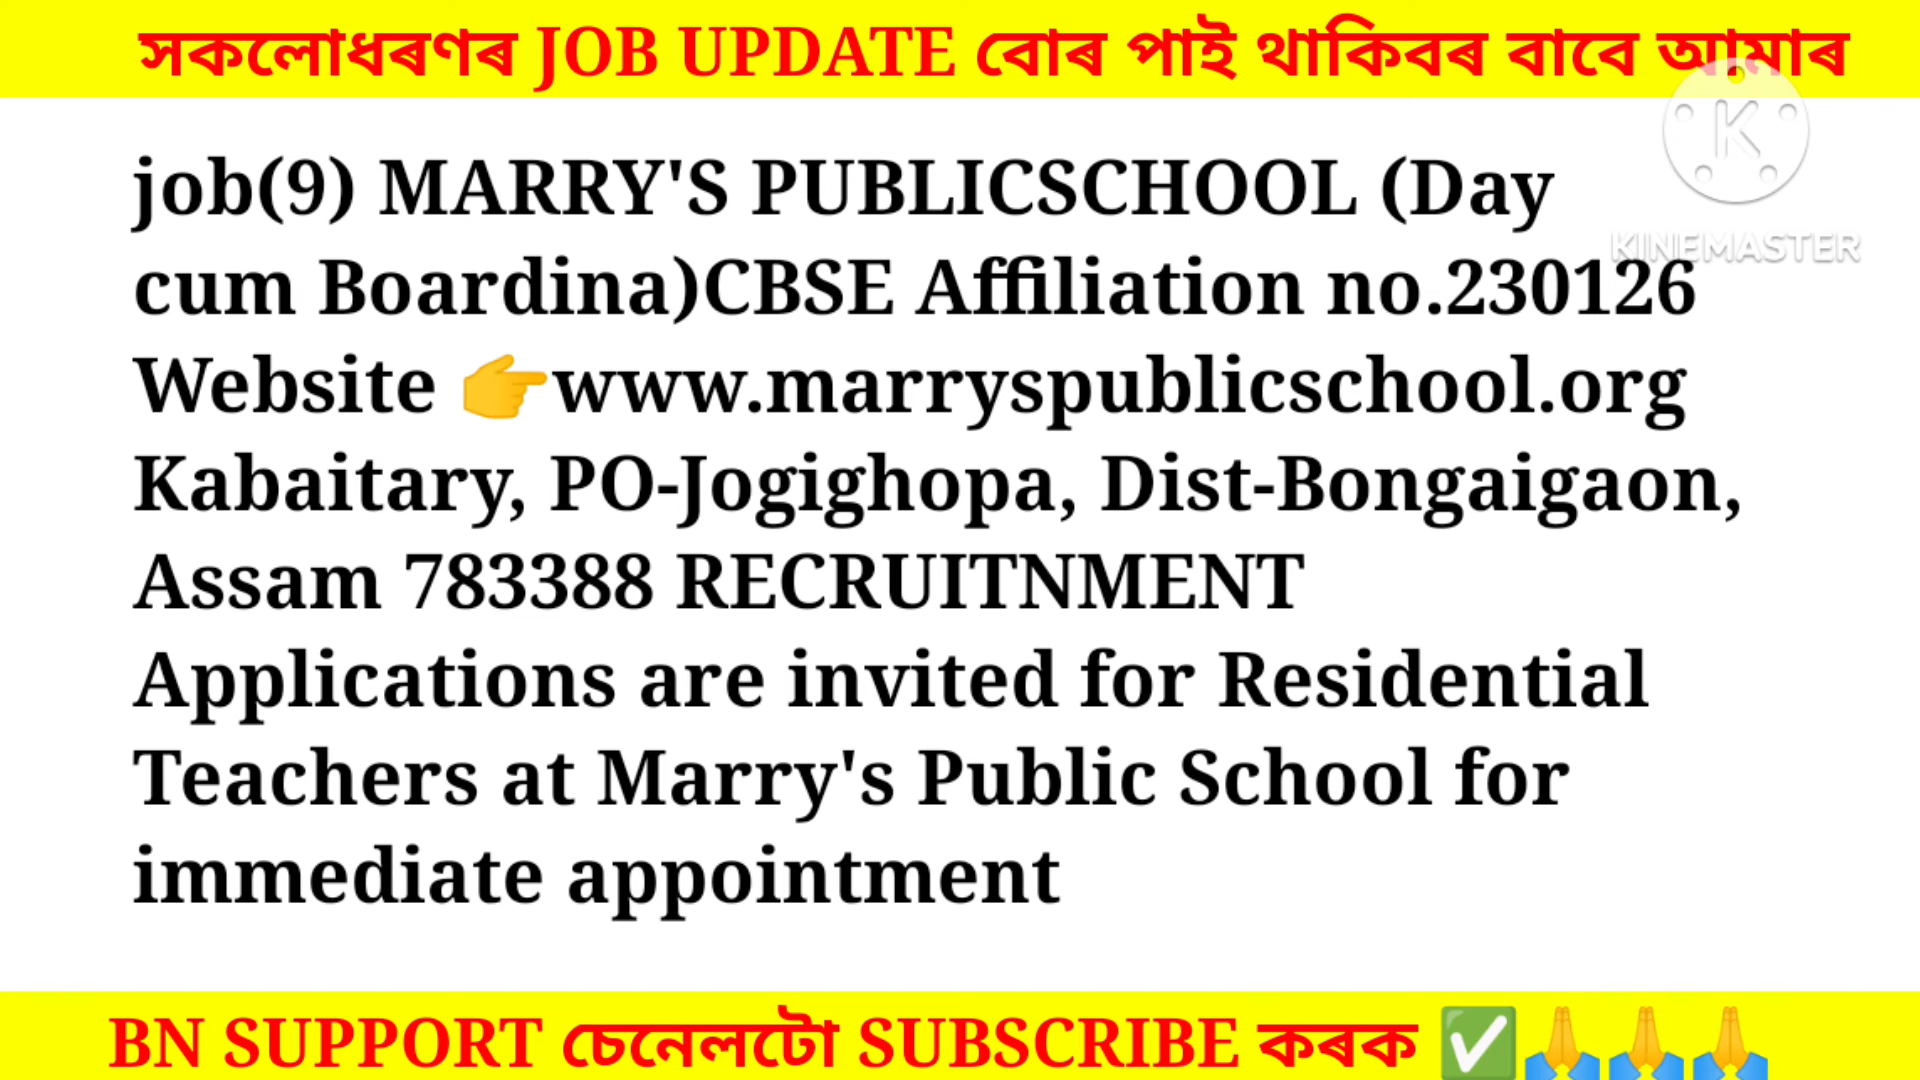 সকলোধৰণৰ JOB UPDATE বোৰ পাই থাকিবৰ বাবে আমাৰ
job(9) MARRY'S PUBLICSCHOOL (Day
cum Boardina)CBSE Affiliation no.230126
Website 👉www.marryspublicschool.org
Kabaitary, PO-Jogighopa, Dist-Bongaigaon,
Assam 783388 RECRUITNMENT
Applications are invited for Residential
Teachers at Marry's Public School for
immediate appointment
BN SUPPORT চেনেলটো SUBSCRIBE কৰক ✅🙏🙏🙏
K
KINEMASTER